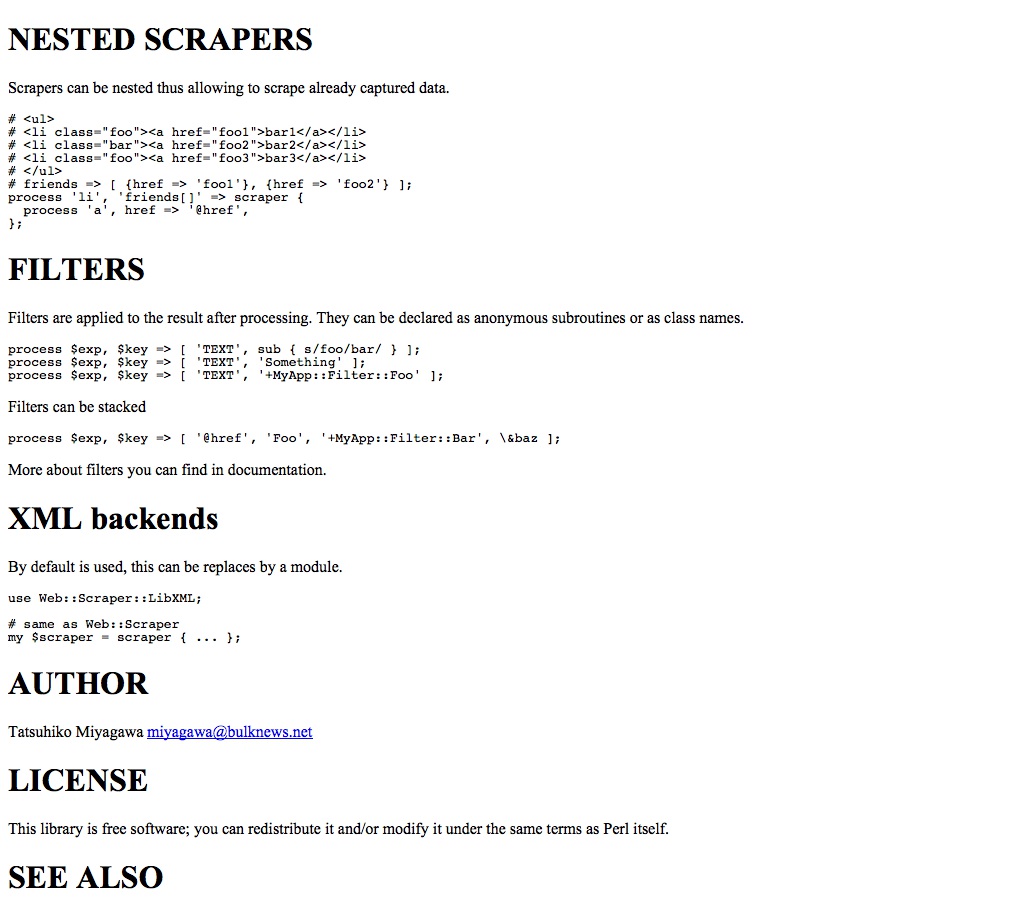 NESTED SCRAPERS
Scrapers can be nested thus allowing to scrape already captured data.
# <ul>
# <li class="foo"><a href="foo1">bar1</a></li>
# <li class="bar"><a href="foo2">bar2</a></li>
# <li class="foo"><a href="foo3">bar3</a></li>
# </ul>
# friends => [ {href => 'foo1'}, {href => 'foo2'} ];
process 'li', 'friends[]' => scraper {
  process 'a', href => '@href',
};
FILTERS
Filters are applied to the result after processing. They can be declared as anonymous subroutines or as class names.
process $exp, $key => [ 'TEXT', sub { s/foo/bar/ } ];
process $exp, $key => [ 'TEXT', 'Something' ];
process $exp, $key => [ 'TEXT', '+MyApp::Filter::Foo' ];
Filters can be stacked
process $exp, $key => [ '@href', 'Foo', '+MyApp::Filter::Bar', \&baz ];
More about filters you can find in documentation.
XML backends
By default is used, this can be replaces by a module.
use Web::Scraper::LibXML;
# same as Web::Scraper
my $scraper = scraper { ... };
AUTHOR
Tatsuhiko Miyagawa miyagawa@bulknews.net
LICENSE
This library is free software; you can redistribute it and/or modify it under the same terms as Perl itself.
SEE ALSO